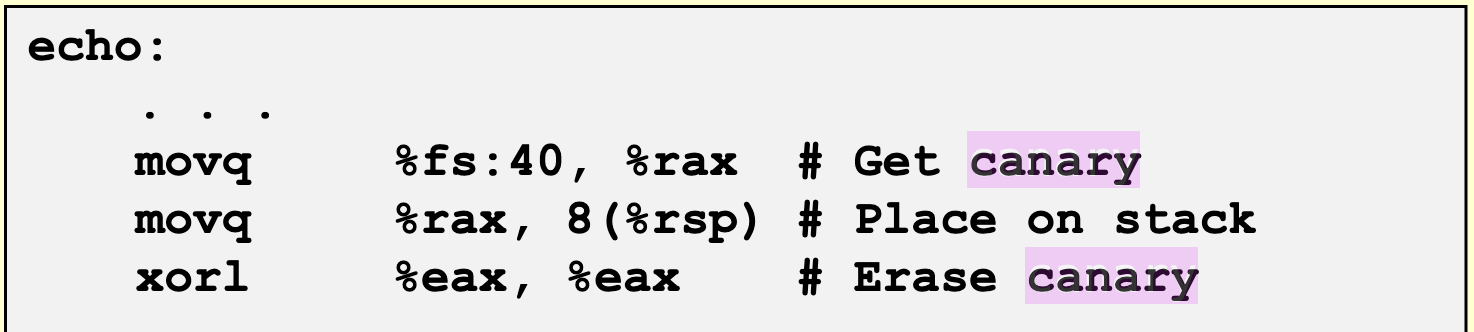 echo:
. . .
movq %fs:40, %rax # Get canary
movq %rax, 8(%rsp) # Place on stack
xorl %eax, %eax # Erase canary